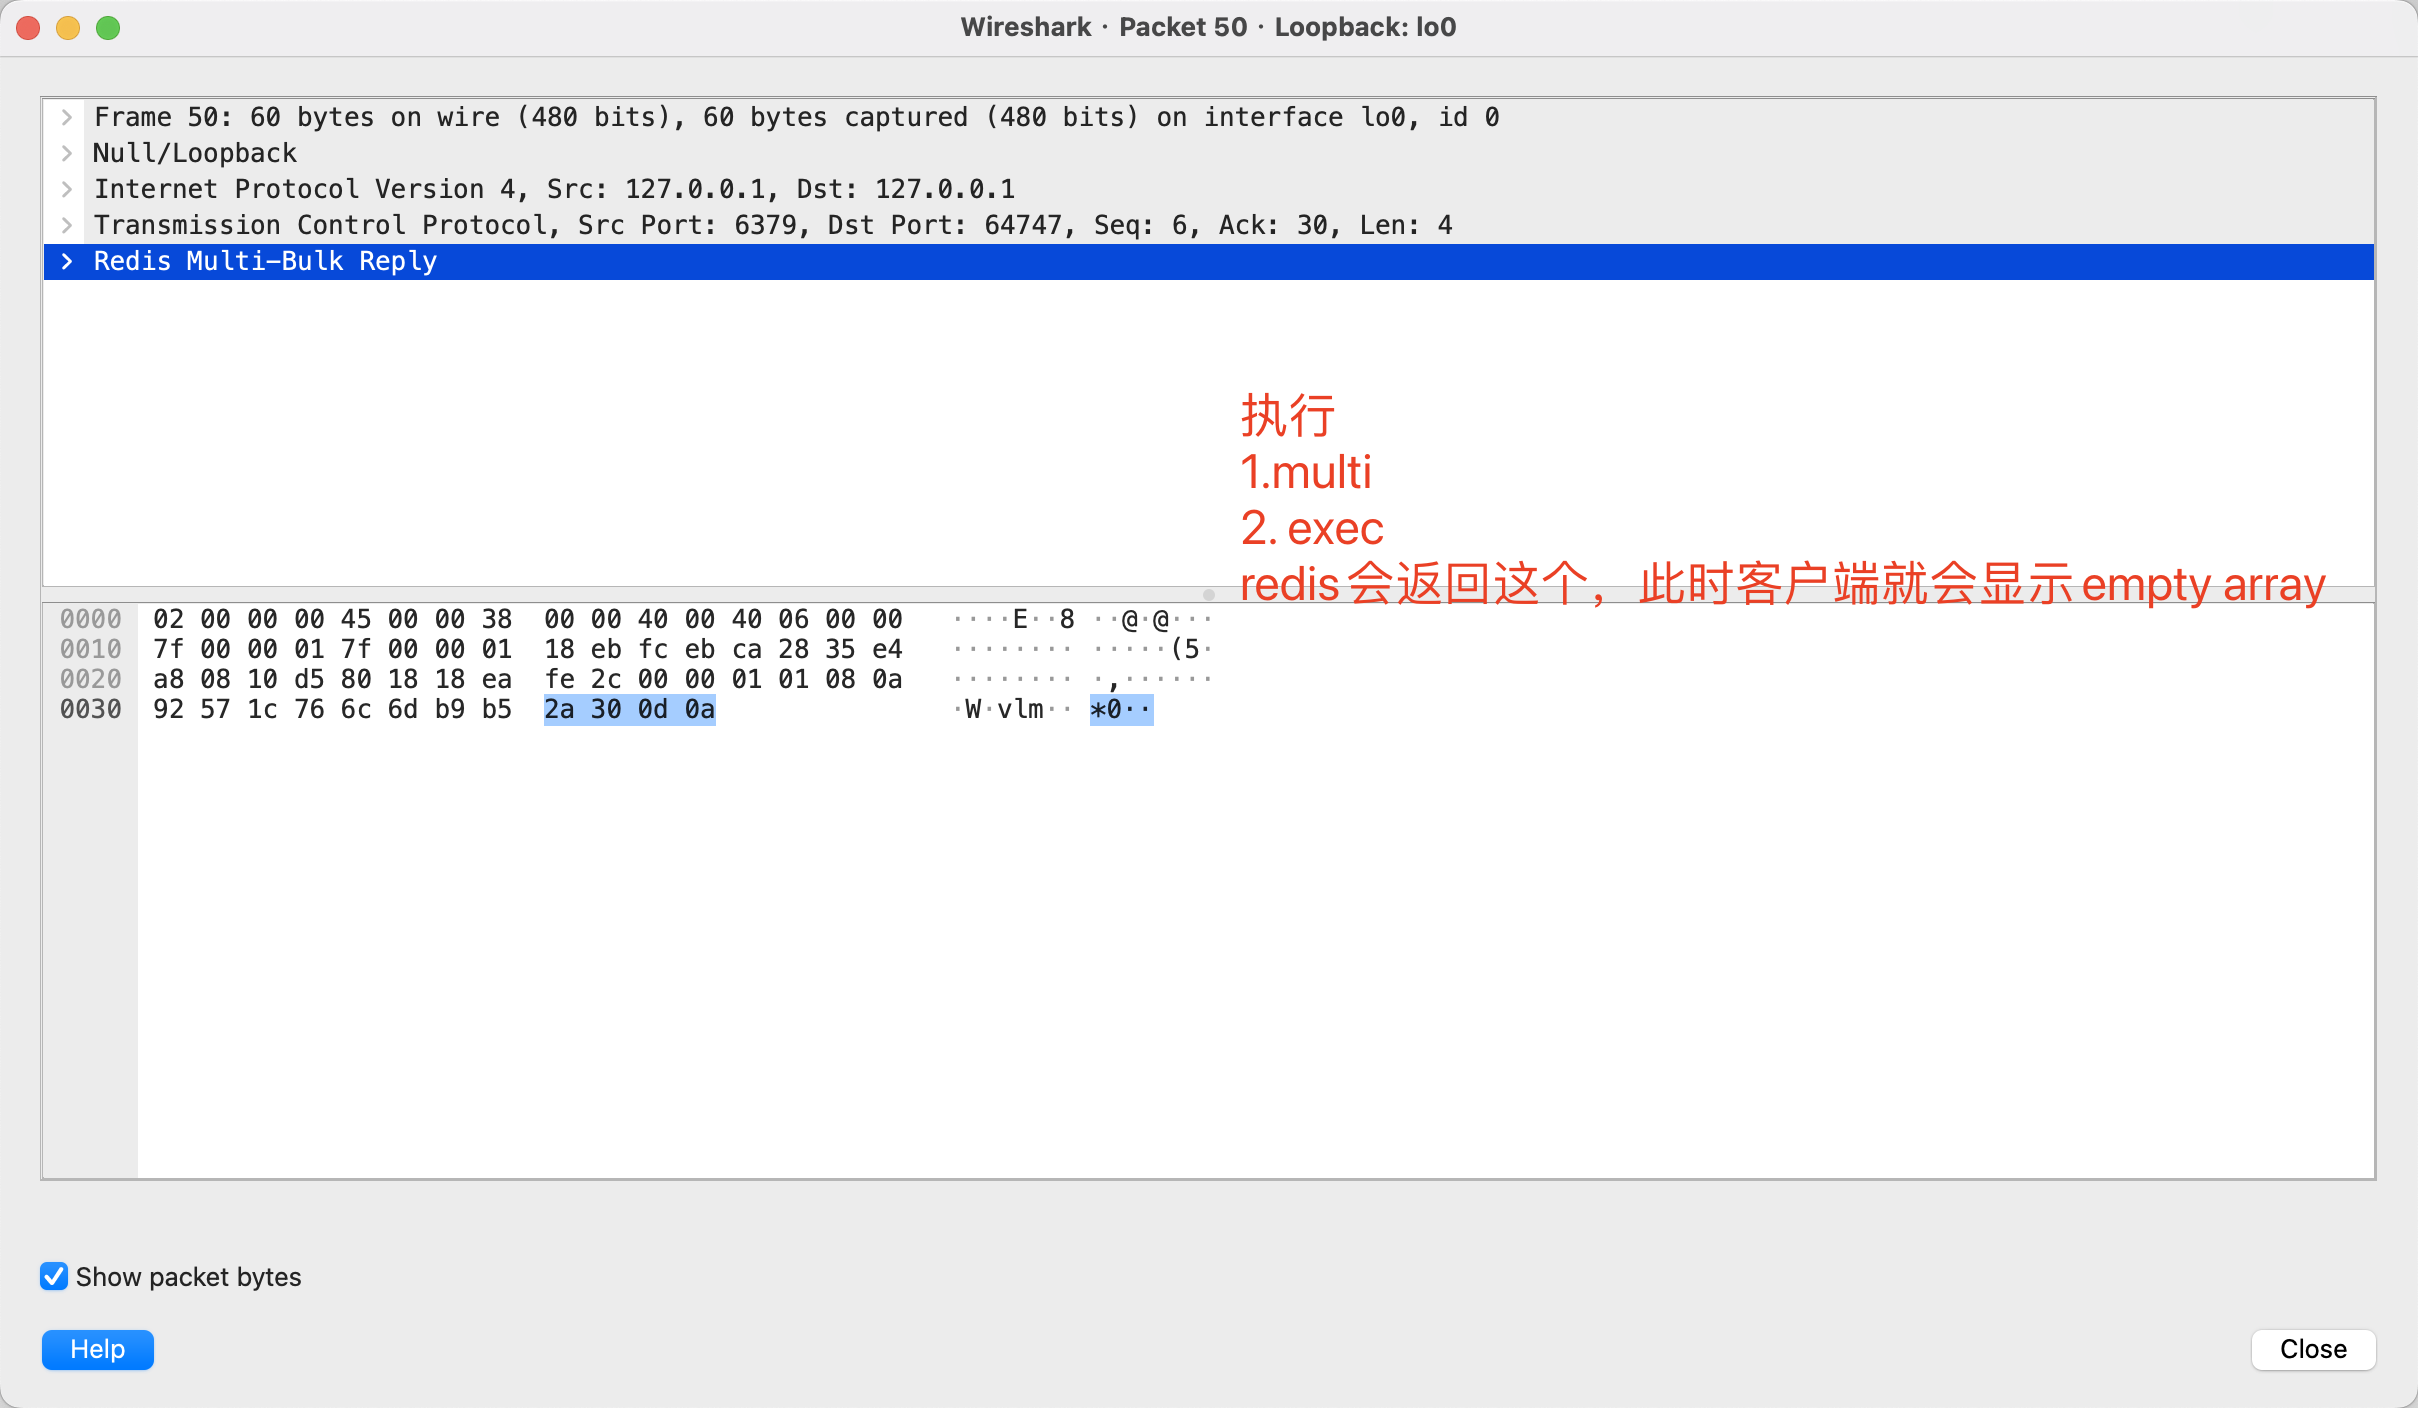 Wireshark · Packet 50 · Loopback: lo0
Frame 50: 60 bytes on wire (480 bits), 60 bytes captured (480 bits) on interface lo0, id 0
Null/Loopback
Internet Protocol Version 4, Src: 127.0.0.1, Dst: 127.0.0.1
Transmission Control Protocol, Src Port: 6379, Dst Port: 64747, Seq: 6, Ack: 30, Len: 4
Redis Multi-Bulk Reply
执行
1.multi
2. exec
redis会返回这个，此时客户端就会显示empty array
0000 02 00 00 00 45 00 00 38 00 00 40 00 40 06 00 00 ····E··8 ··@·@···
0010 7f 00 00 01 7f 00 00 01 18 eb fc eb ca 28 35 e4 ········ ·····(5·
0020 a8 08 10 d5 80 18 18 ea fe 2c 00 00 01 01 08 0a ········ ·,······
0030 92 57 1c 76 6c 6d b9 b5 2a 30 0d 0a ·W·vlm·· *0··
Show packet bytes
Help
Close